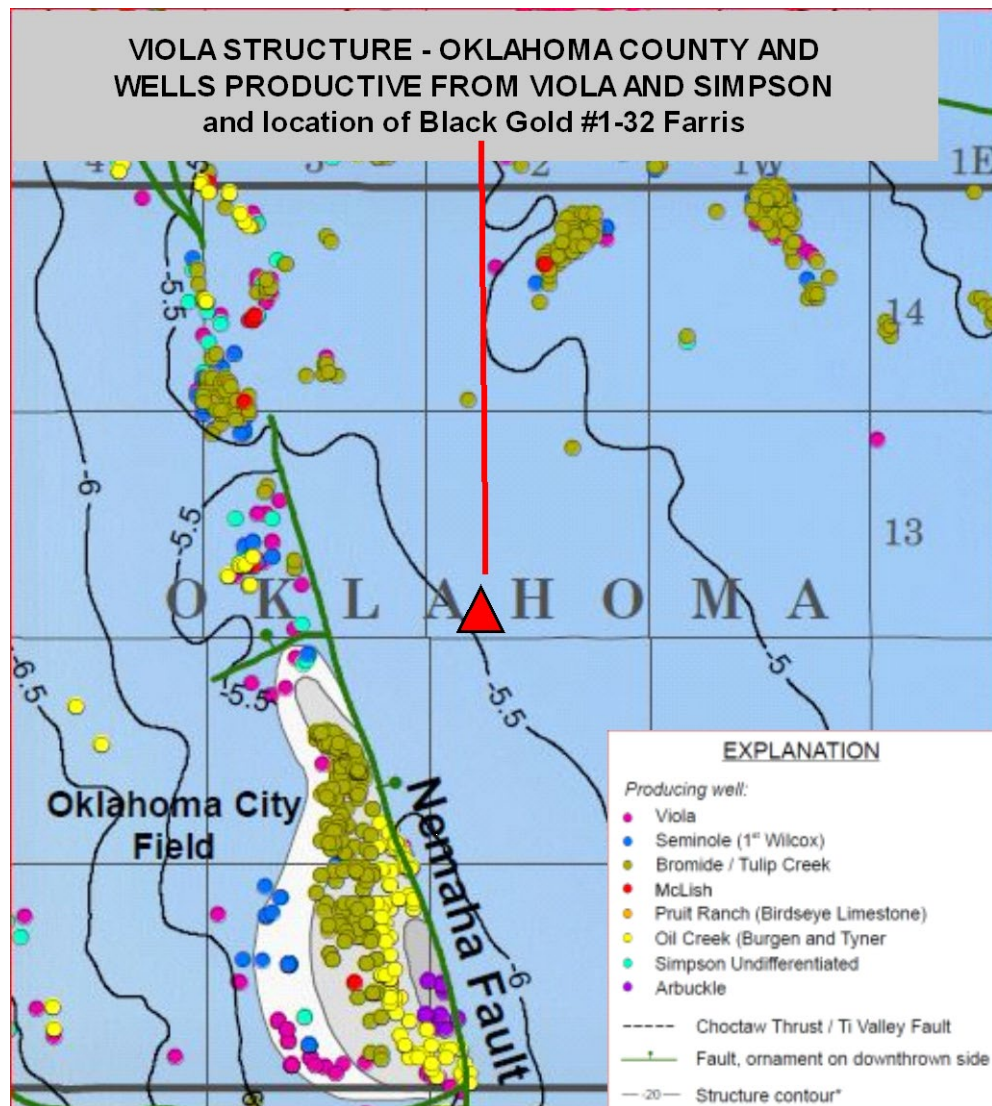 VIOLA STRUCTURE - OKLAHOMA COUNTY AND
WELLS PRODUCTIVE FROM VIOLA AND SIMPSON
and location of Black Gold #1-32 Farris
4
3
2
1W
1E
-5.5
14
-6
-5.5
13
OKLAHOMA
-6.5
-5.5
-5.5
-5
Oklahoma City
Field
Nemaha Fault
-6
6
EXPLANATION
Producing well:
Viola
Seminole (1st Wilcox)
Bromide / Tulip Creek
McLish
Pruit Ranch (Birdseye Limestone)
Oil Creek (Burgen and Tyner
Simpson Undifferentiated
Arbuckle
Choctaw Thrust / Ti Valley Fault
Fault, ornament on downthrown side
-20 Structure contour*